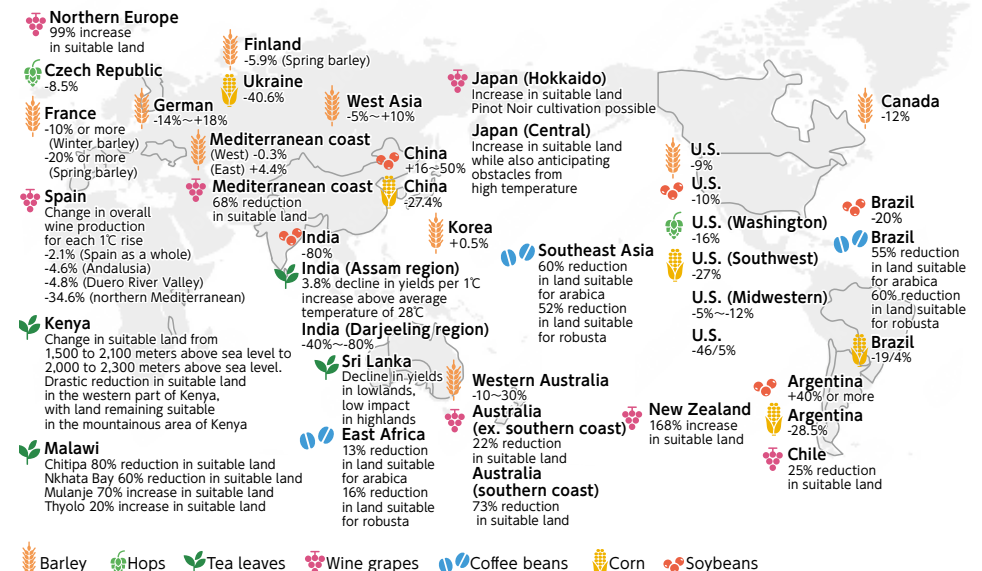 Northern Europe
99% increase
in suitable land
Czech Republic
-8.5%
France
-10% or more
(Winter barley)
-20% or more
(Spring barley)
German
-14%~+18%
Finland
-5.9% (Spring barley)
Ukraine
-40.6%
West Asia
-5%~+10%
Mediterranean coast
(West) -0.3%
(East) +4.4%
Mediterranean coast
68% reduction
in suitable land
Spain
Change in overall
wine production
for each 1℃ rise
-2.1% (Spain as a whole)
-4.6% (Andalusia)
-4.8% (Duero River Valley)
-34.6% (northern Mediterranean)
China
+16~50%
China
-27.4%
Korea
+0.5%
India
-80%
India (Assam region)
3.8% decline in yields per 1℃
increase above average
temperature of 28℃
India (Darjeeling region)
-40%~-80%
Sri Lanka
Decline in yields
in lowlands,
low impact
in highlands
Kenya
Change in suitable land from
1,500 to 2,100 meters above sea level to
2,000 to 2,300 meters above sea level.
Drastic reduction in suitable land
in the western part of Kenya,
with land remaining suitable
in the mountainous area of Kenya
Malawi
Chitipa 80% reduction in suitable land
Nkhata Bay 60% reduction in suitable land
Mulanje 70% increase in suitable land
Thyolo 20% increase in suitable land
East Africa
13% reduction
in land suitable
for arabica
16% reduction
in land suitable
for robusta
Japan (Hokkaido)
Increase in suitable land
Pinot Noir cultivation possible
Japan (Central)
Increase in suitable land
while also anticipating
obstacles from
high temperature
Southeast Asia
60% reduction
in land suitable
for arabica
52% reduction
in land suitable
for robusta
Western Australia
-10~30%
Australia
(ex. southern coast)
22% reduction
in suitable land
Australia
(southern coast)
73% reduction
in suitable land
New Zealand
168% increase
in suitable land
Canada
-12%
U.S.
-9%
U.S.
-10%
U.S. (Washington)
-16%
U.S. (Southwest)
-27%
U.S. (Midwestern)
-5%~-12%
U.S.
-46/5%
Brazil
-20%
Brazil
55% reduction
in land suitable
for arabica
60% reduction
in land suitable
for robusta
Brazil
-19/4%
Argentina
+40% or more
Argentina
-28.5%
Chile
25% reduction
in suitable land
Barley Hops Tea leaves Wine grapes Coffee beans Corn Soybeans